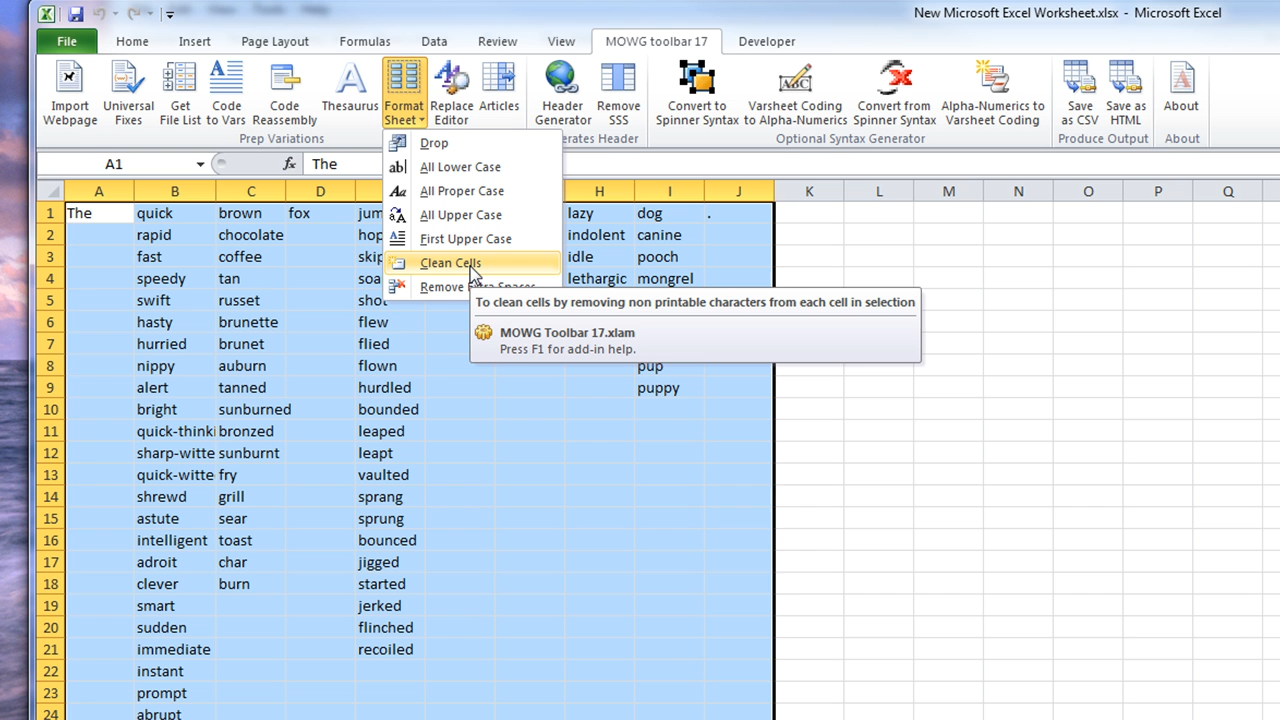 New Microsoft Excel Worksheet.xlsx - Microsoft Excel
File Home Insert Page Layout Formulas Data Review View MOWG toolbar 17 Developer
Import Webpage
Universal Fixes
Get File List
Code to Vars
Code Reassembly
Thesaurus
Format Sheet
Replace Editor
Articles
Header Generator
Remove SSS
Convert to Spinner Syntax
Varsheet Coding to Alpha-Numerics
Convert from Spinner Syntax
Alpha-Numerics to Varsheet Coding
Save as CSV
Save as HTML
About
Prep Variations
Header
Optional Syntax Generator
Produce Output
About
A1 fx The
Drop
All Lower Case
All Proper Case
All Upper Case
First Upper Case
Clean Cells
Remove
To clean cells by removing non printable characters from each cell in selection
MOWG Toolbar 17.xlam
Press F1 for add-in help.
A B C D H I J K L M N O P Q
1 The quick brown fox lazy dog .
2 rapid chocolate indolent canine
3 fast coffee idle pooch
4 speedy tan lethargic mongrel
5 swift russet shot
6 hasty brunette flew
7 hurried brunet flied
8 nippy auburn flown pup
9 alert tanned hurdled puppy
10 bright sunburned bounded
11 quick-thinki bronzed leaped
12 sharp-witte sunburnt leapt
13 quick-witte fry vaulted
14 shrewd grill sprang
15 astute sear sprung
16 intelligent toast bounced
17 adroit char jigged
18 clever burn started
19 smart jerked
20 sudden flinched
21 immediate recoiled
22 instant
23 prompt
24 abrupt